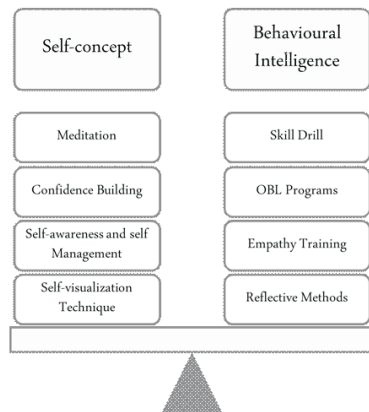 Self-concept
Behavioural
Intelligence
Meditation
Confidence Building
Self-awareness and self
Management
Self-visualization
Technique
Skill Drill
OBL Programs
Empathy Training
Reflective Methods